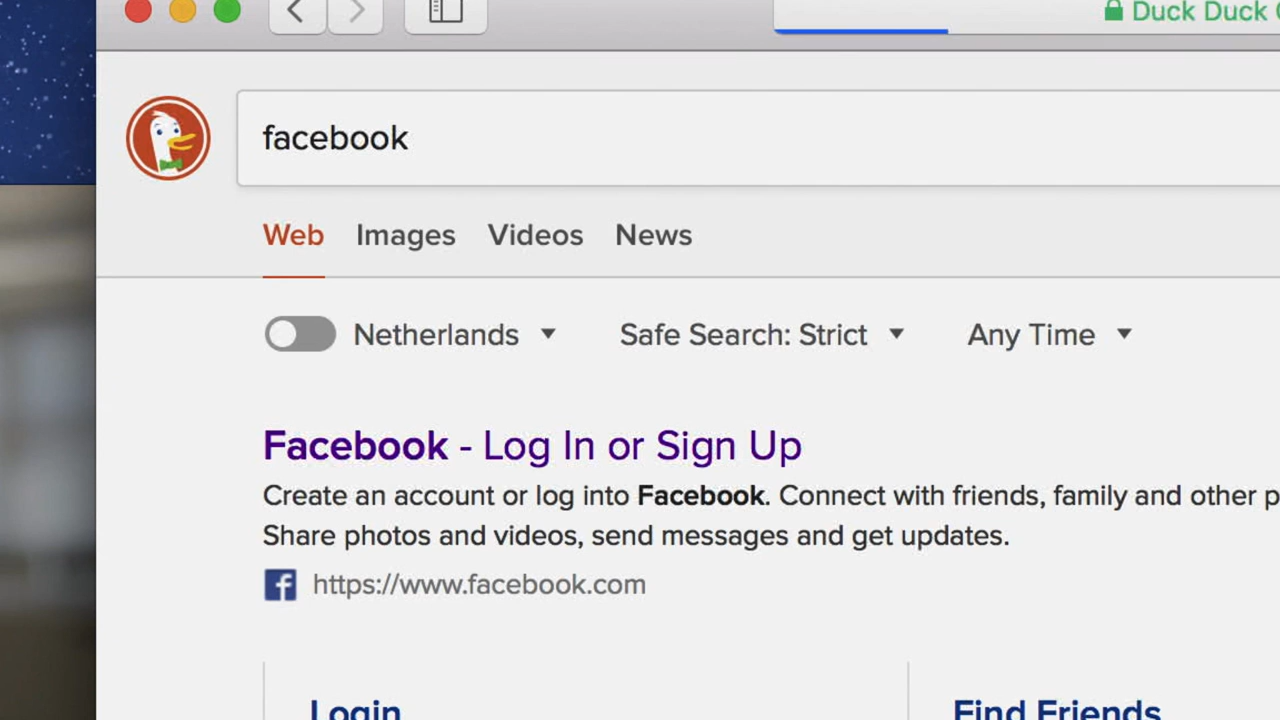 Duck Duck
facebook
Web Images Videos News
Netherlands Safe Search: Strict Any Time
Facebook - Log In or Sign Up
Create an account or log into Facebook. Connect with friends, family and other
Share photos and videos, send messages and get updates.
https://www.facebook.com
Login Find Friends